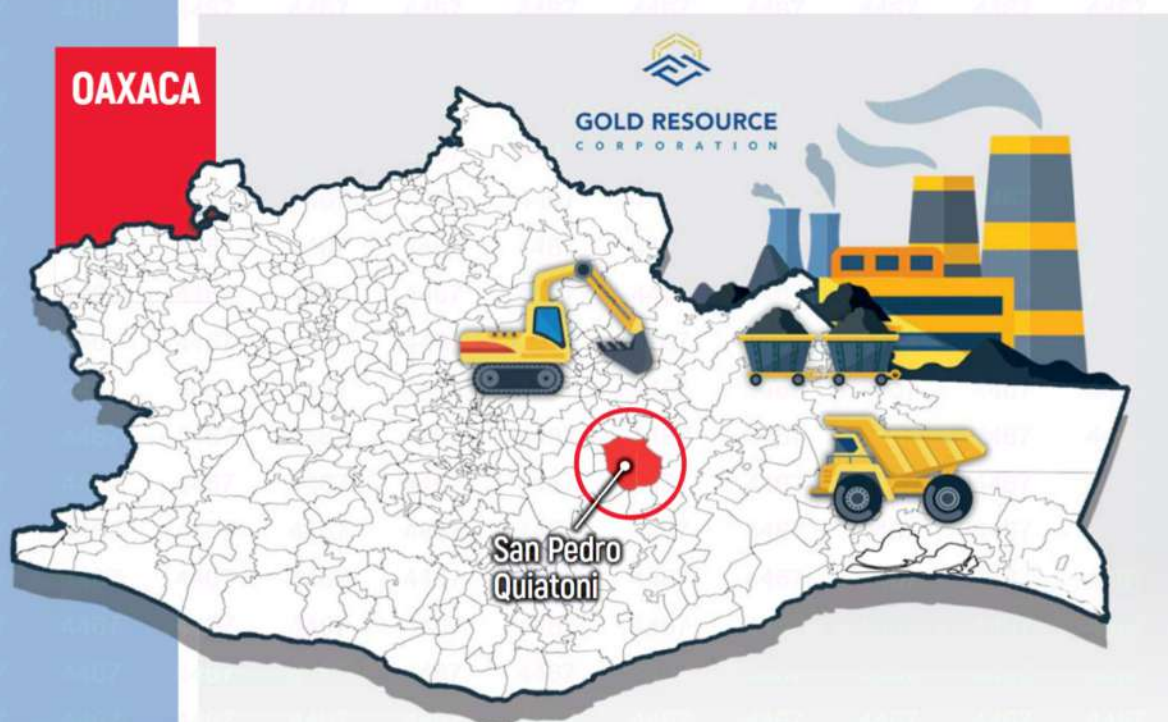 OAXACA
GOLD RESOURCE
CORPORATION
San Pedro
Quiatoni